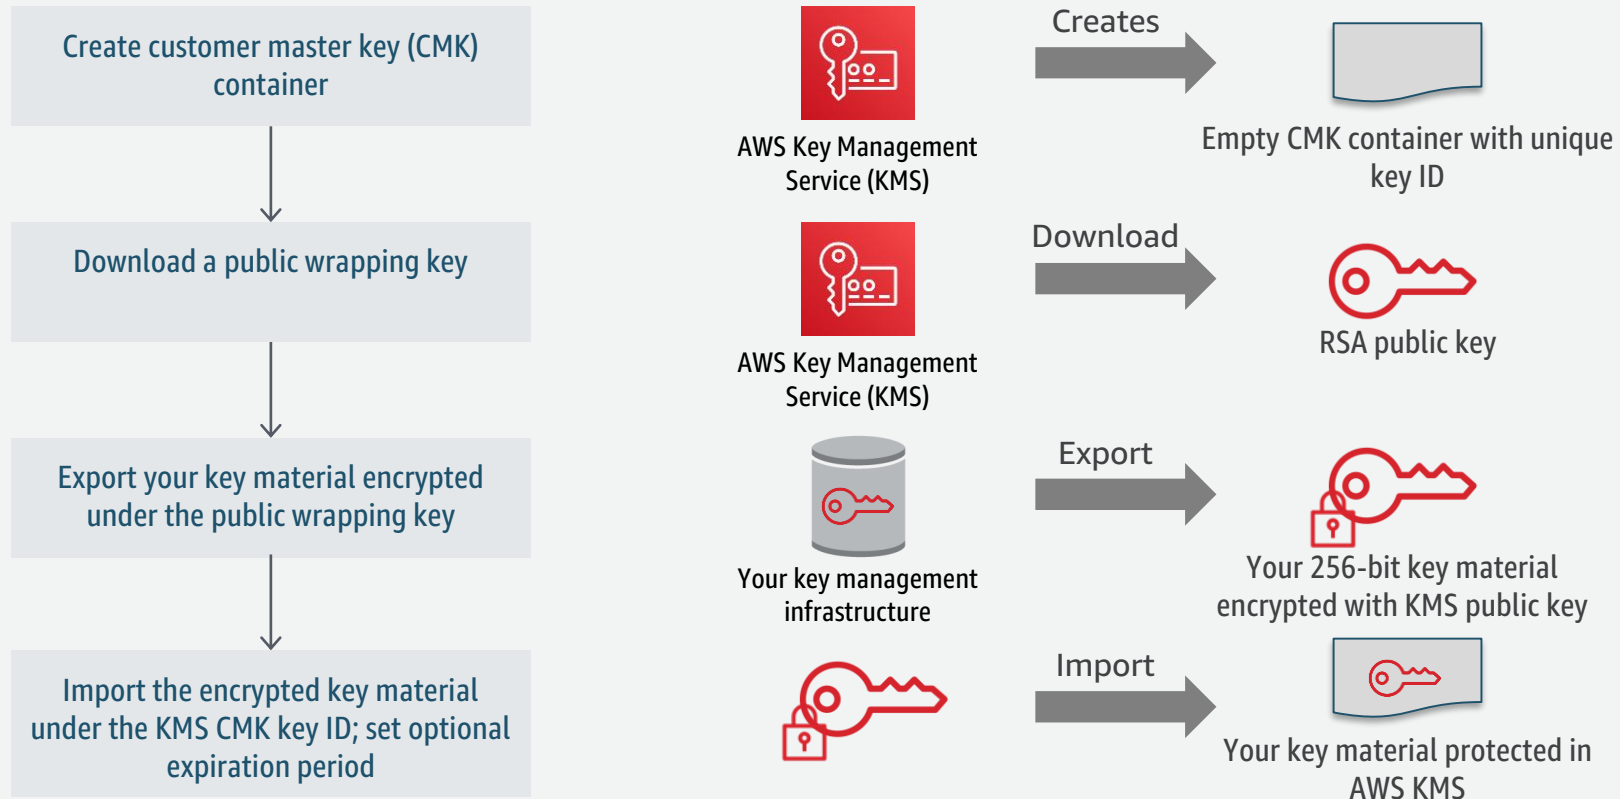 Create customer master key (CMK)
container
Creates
AWS Key Management
Service (KMS)
Empty CMK container with unique
key ID
Download a public wrapping key
Download
AWS Key Management
Service (KMS)
RSA public key
Export your key material encrypted
under the public wrapping key
Export
Your key management
infrastructure
Your 256-bit key material
encrypted with KMS public key
Import the encrypted key material
under the KMS CMK key ID; set optional
expiration period
Import
Your key material protected in
AWS KMS